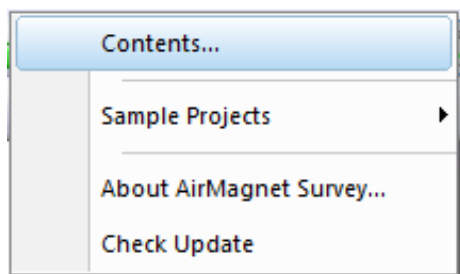 Contents...
Sample Projects
About AirMagnet Survey...
Check Update